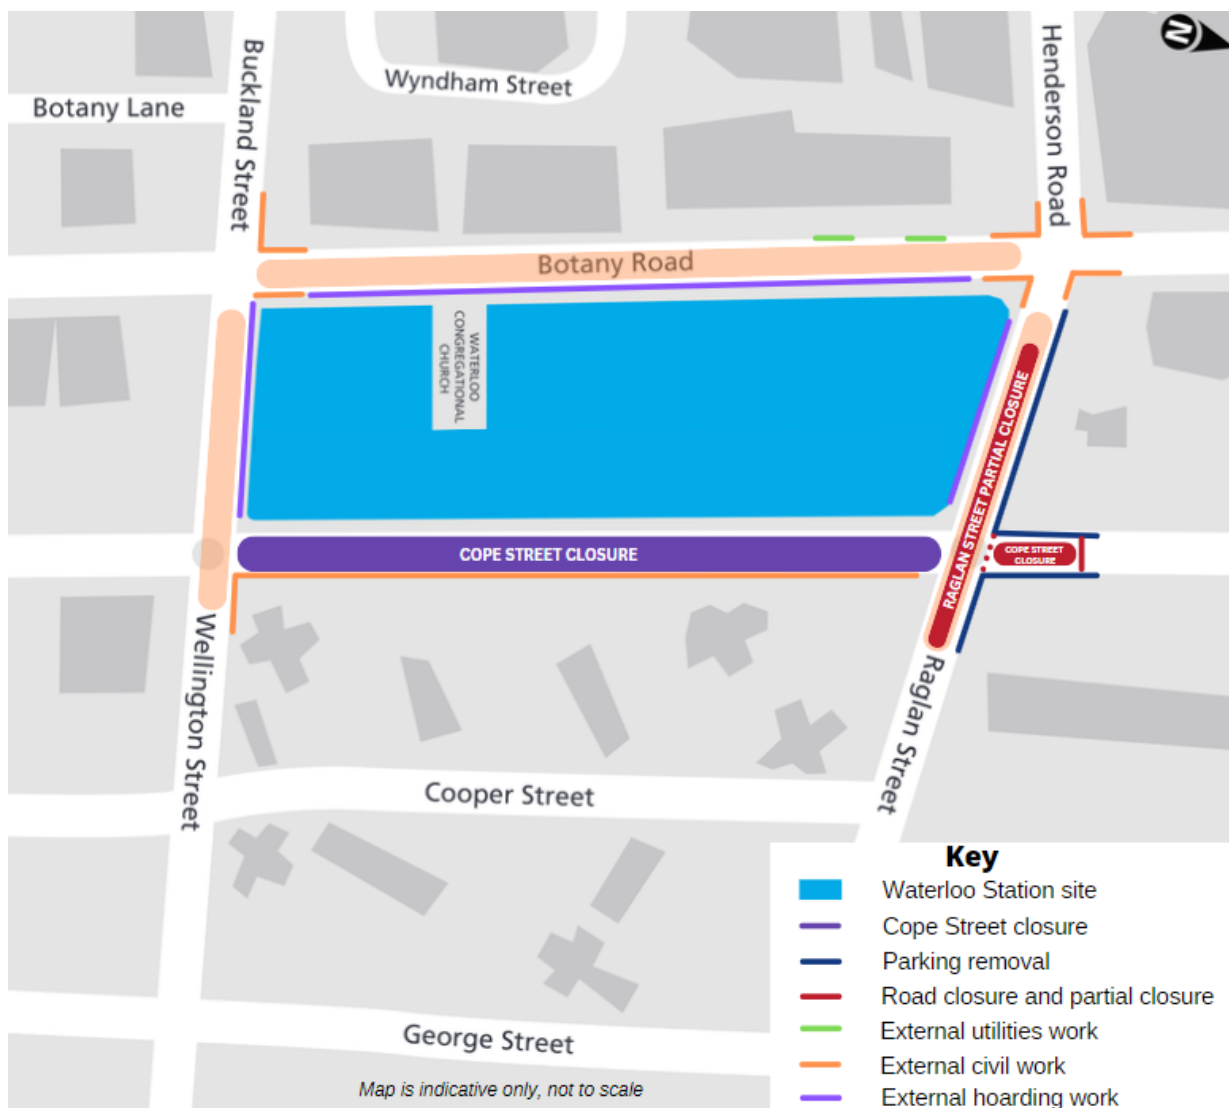 N
Buckland Street
Henderson Road
Wyndham Street
Botany Lane
Botany Road
WATERLOO
CONGREGATIONAL
CHURCH
RAGLAN STREET PARTIAL CLOSURE
COPE STREET CLOSURE
COPE STREET
CLOSURE
Wellington Street
Raglan Street
Cooper Street
George Street
Map is indicative only, not to scale
Key
Waterloo Station site
Cope Street closure
Parking removal
Road closure and partial closure
External utilities work
External civil work
External hoarding work